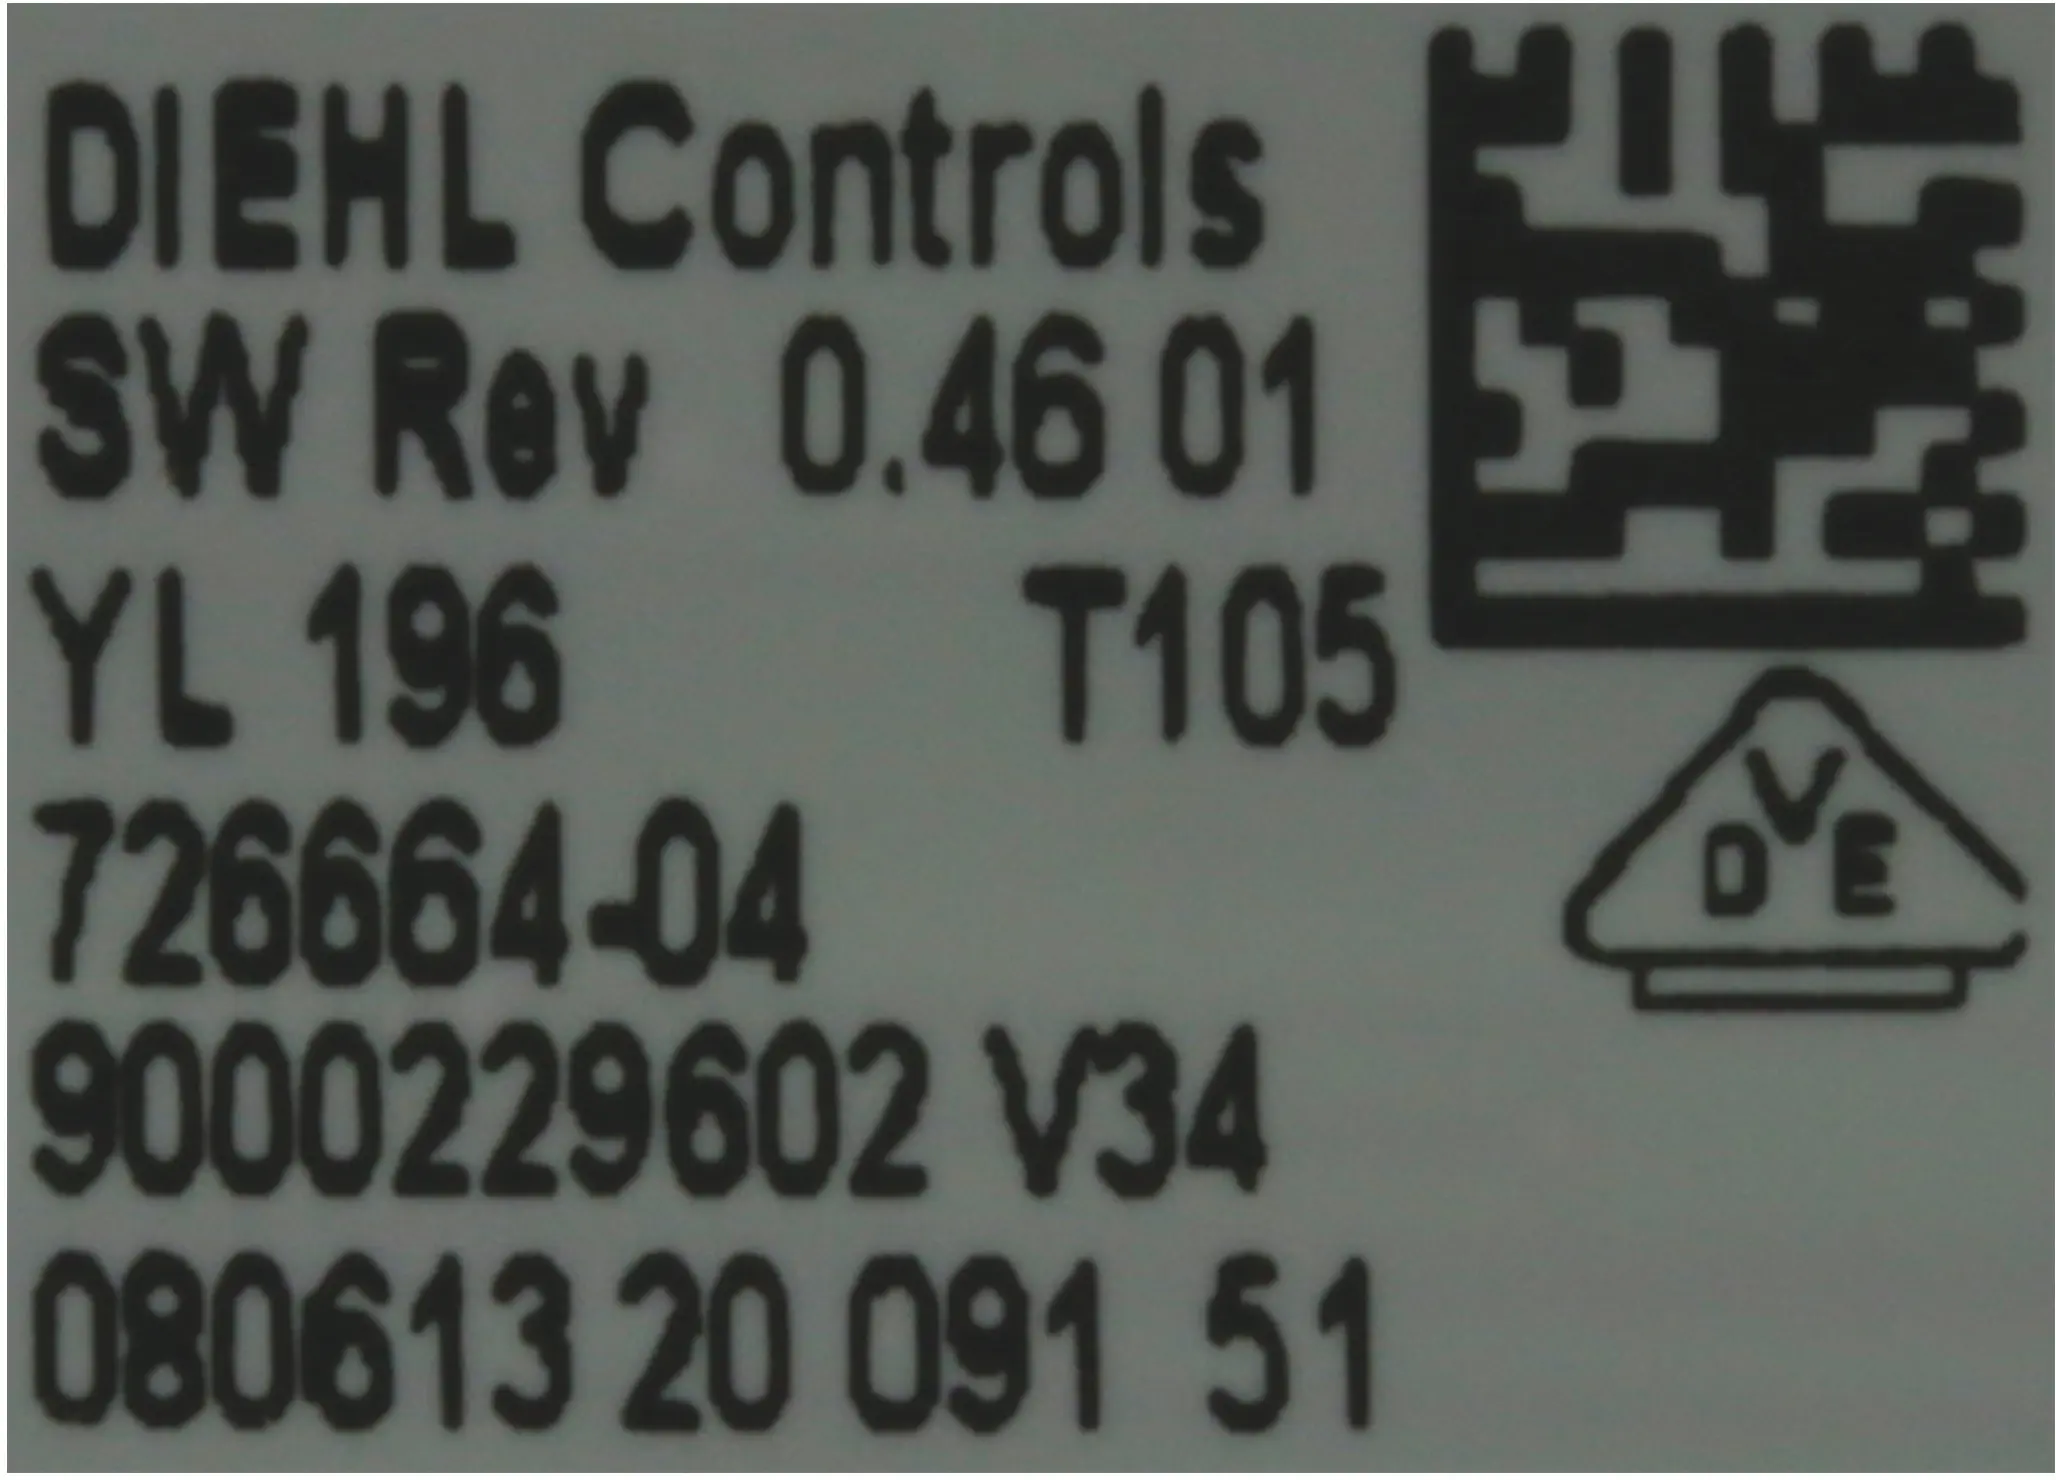 DIEHL Controls
SW Rev 0.46 01
YL 196 T105
726664-04
9000229602 V34
080613 20 091 51
DVE